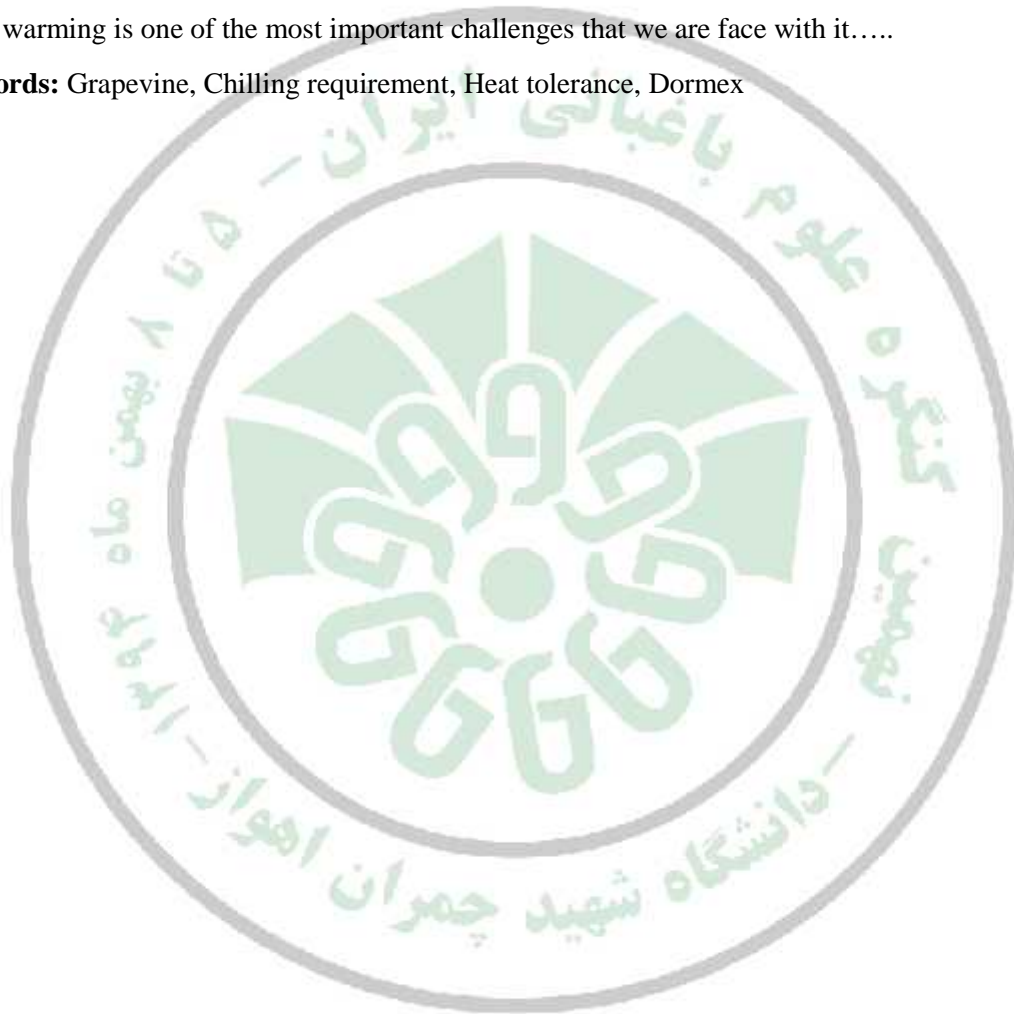 warming is one of the most important challenges that we are face with it…..
ords: Grapevine, Chilling requirement, Heat tolerance, Dormex
نهمین کنگره علوم باغبانی ایران – ۵ تا ۸ بهمن ماه ۱۳۹۴ – دانشگاه شهید چمران اهواز –